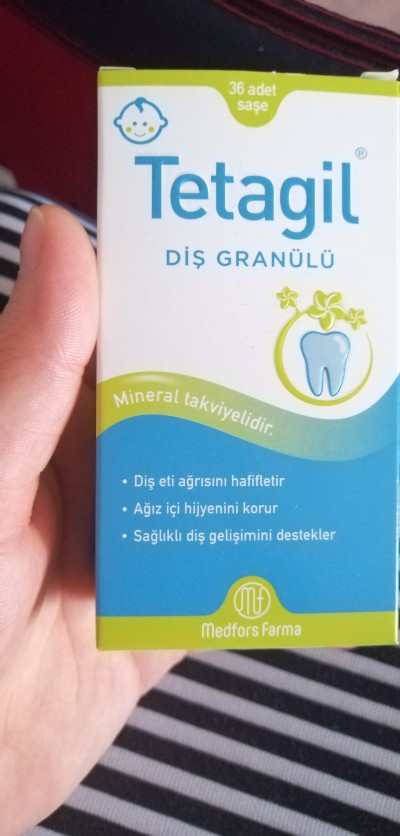 36 adet
saşe
Tetagil®
DİŞ GRANÜLÜ
Mineral takviyelidir.
• Diş eti ağrısını hafifletir
• Ağız içi hijyenini korur
• Sağlıklı diş gelişimini destekler
mf
Medfors Farma